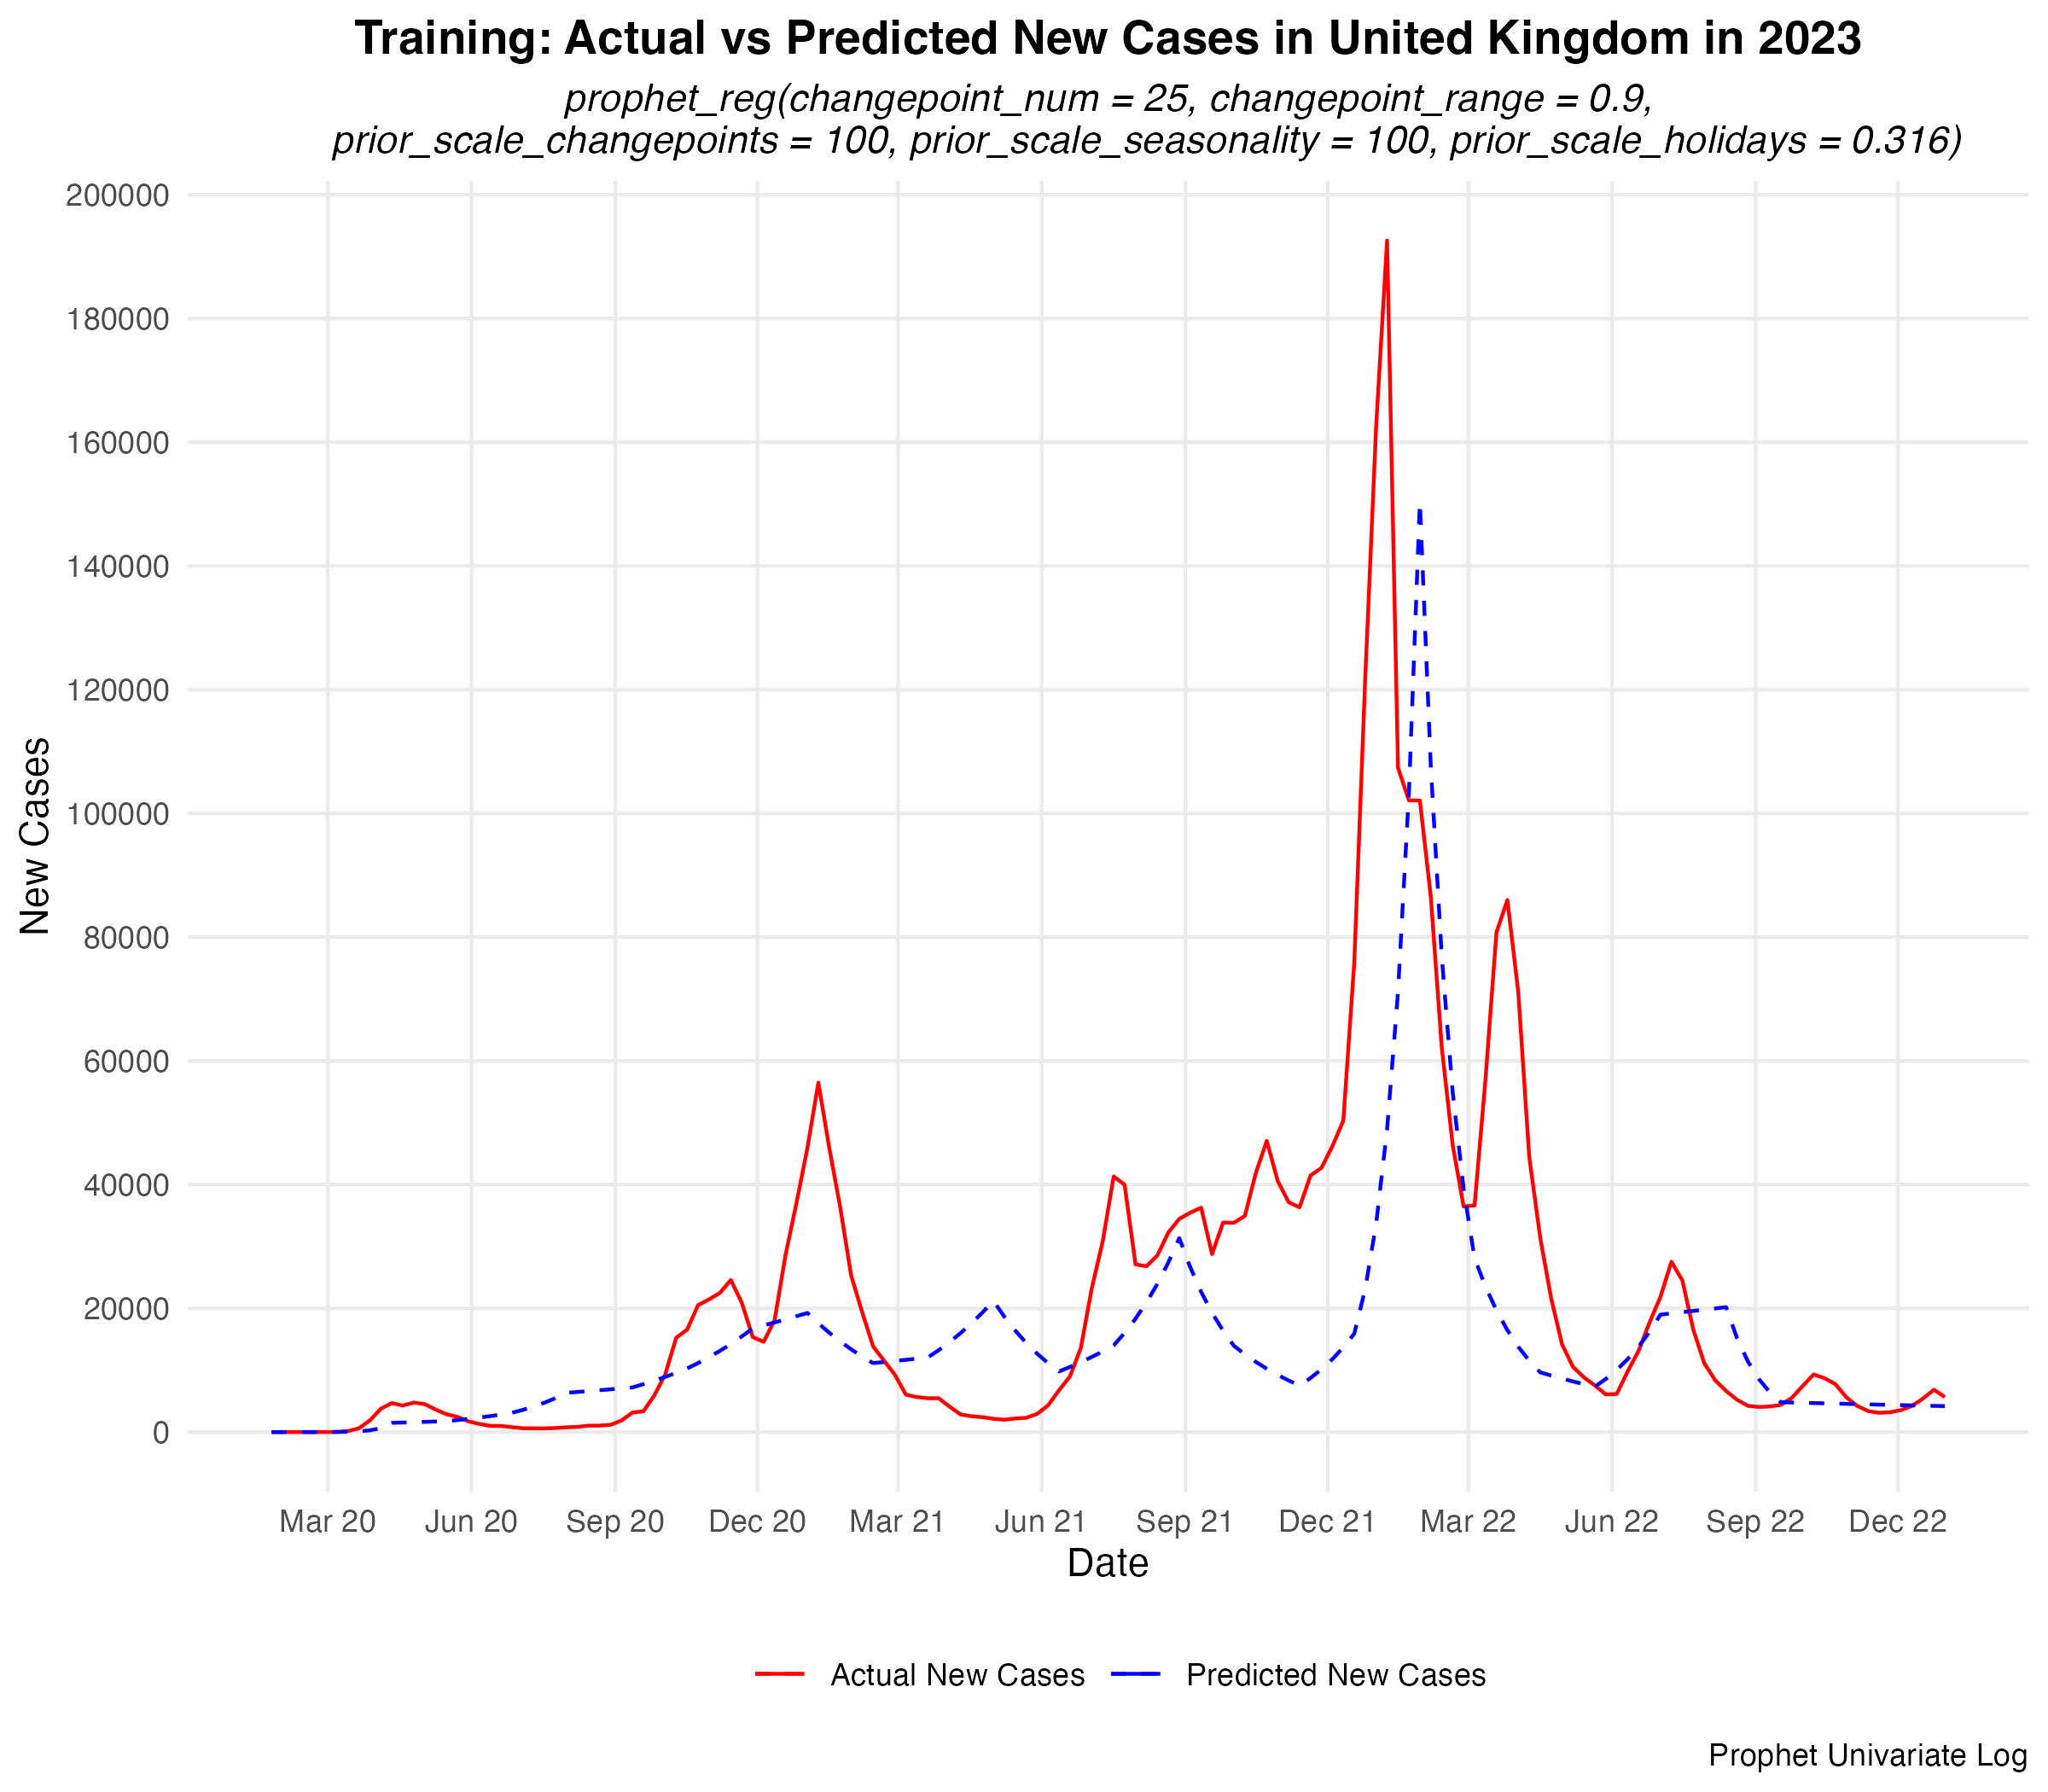 Training: Actual vs Predicted New Cases in United Kingdom in 2023
prophet_reg(changepoint_num = 25, changepoint_range = 0.9,
prior_scale_changepoints = 100, prior_scale_seasonality = 100, prior_scale_holidays = 0.316)
200000
180000
160000
140000
120000
100000
80000
60000
40000
20000
0
New Cases
Mar 20 Jun 20 Sep 20 Dec 20 Mar 21 Jun 21 Sep 21 Dec 21 Mar 22 Jun 22 Sep 22 Dec 22
Date
Actual New Cases Predicted New Cases
Prophet Univariate Log